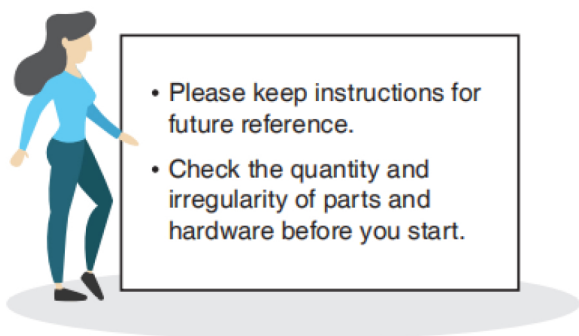 • Please keep instructions for
future reference.
• Check the quantity and
irregularity of parts and
hardware before you start.